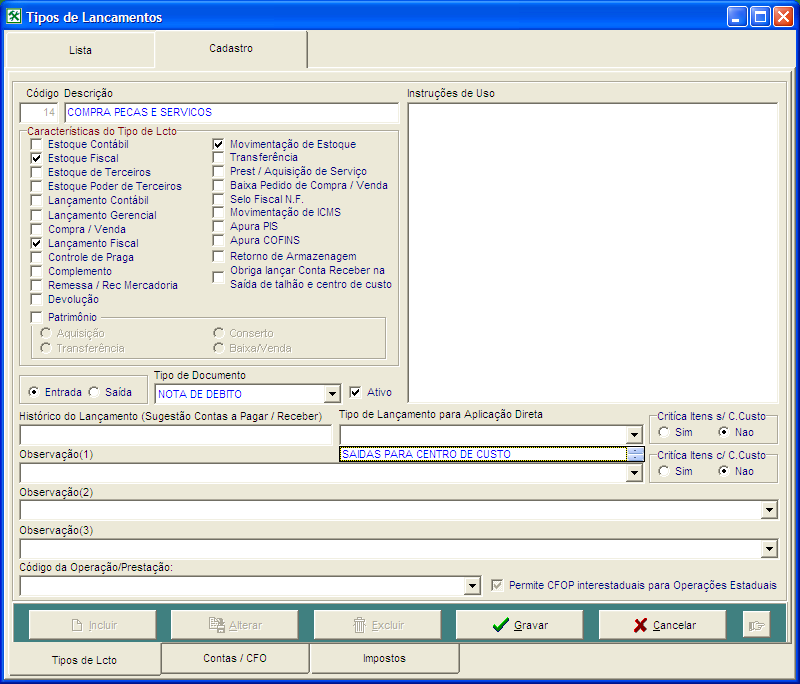 Tipos de Lancamentos
Lista
Cadastro
Código Descrição
Instruções de Uso
14 COMPRA PECAS E SERVICOS
Características do Tipo de Lcto
Estoque Contábil
Estoque Fiscal
Estoque de Terceiros
Estoque Poder de Terceiros
Lançamento Contábil
Lançamento Gerencial
Compra / Venda
Lançamento Fiscal
Controle de Praga
Complemento
Remessa / Rec Mercadoria
Devolução
Movimentação de Estoque
Transferência
Prest / Aquisição de Serviço
Baixa Pedido de Compra / Venda
Selo Fiscal N.F.
Movimentação de ICMS
Apura PIS
Apura COFINS
Retorno de Armazenagem
Obriga lançar Conta Receber na
Saída de talhão e centro de custo
Patrimônio
Aquisição
Conserto
Transferência
Baixa/Venda
Entrada
Saída
Tipo de Documento
NOTA DE DEBITO
Ativo
Histórico do Lançamento (Sugestão Contas a Pagar / Receber)
Tipo de Lançamento para Aplicação Direta
SAIDAS PARA CENTRO DE CUSTO
Crítica Itens s/ C.Custo
Sim
Nao
Observação(1)
Crítica Itens c/ C.Custo
Sim
Nao
Observação(2)
Observação(3)
Código da Operação/Prestação:
Permite CFOP interestaduais para Operações Estaduais
Incluir
Alterar
Excluir
Gravar
Cancelar
Tipos de Lcto
Contas / CFO
Impostos